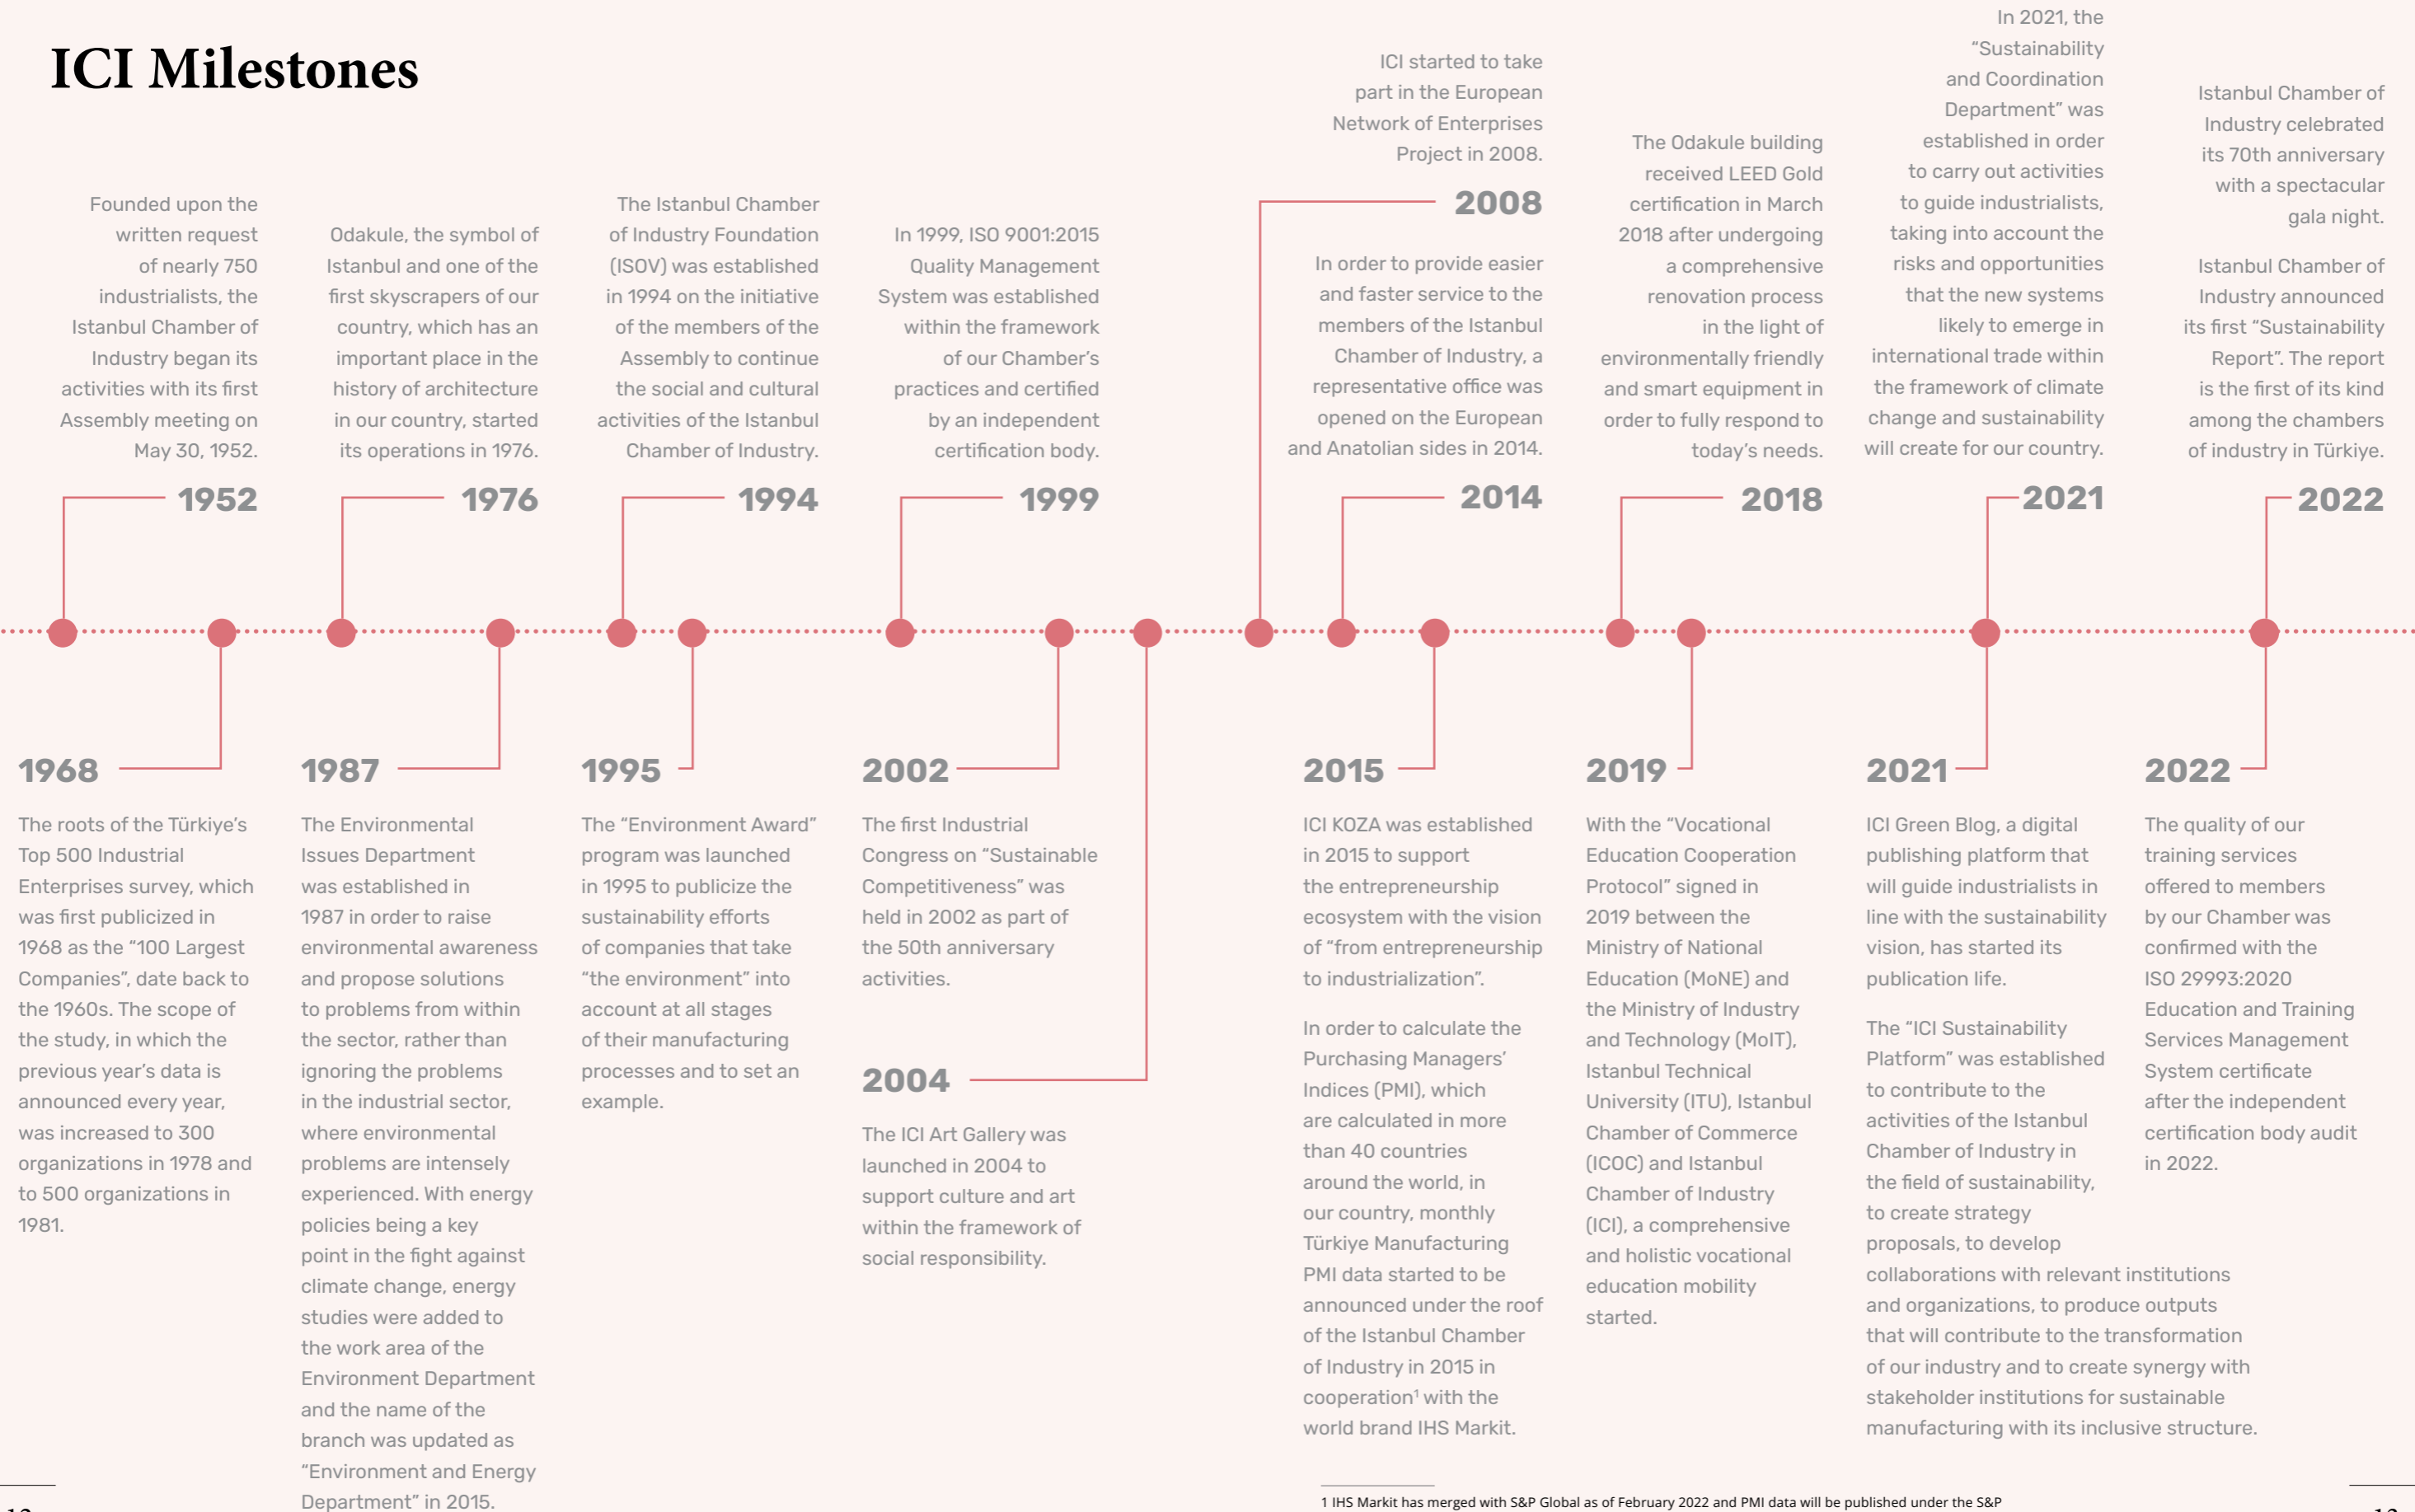 ICI Milestones
Founded upon the
written request
of nearly 750
industrialists, the
Istanbul Chamber of
Industry began its
activities with its first
Assembly meeting on
May 30, 1952.
1952
Odakule, the symbol of
Istanbul and one of the
first skyscrapers of our
country, which has an
important place in the
history of architecture
in our country, started
its operations in 1976.
1976
The Istanbul Chamber
of Industry Foundation
(ISOV) was established
in 1994 on the initiative
of the members of the
Assembly to continue
the social and cultural
activities of the Istanbul
Chamber of Industry.
1994
In 1999, ISO 9001:2015
Quality Management
System was established
within the framework
of our Chamber’s
practices and certified
by an independent
certification body.
1999
ICI started to take
part in the European
Network of Enterprises
Project in 2008.
2008
In order to provide easier
and faster service to the
members of the Istanbul
Chamber of Industry, a
representative office was
opened on the European
and Anatolian sides in 2014.
2014
The Odakule building
received LEED Gold
certification in March
2018 after undergoing
a comprehensive
renovation process
in the light of
environmentally friendly
and smart equipment in
order to fully respond to
today’s needs.
2018
In 2021, the
“Sustainability
and Coordination
Department” was
established in order
to carry out activities
to guide industrialists,
taking into account the
risks and opportunities
that the new systems
likely to emerge in
international trade within
the framework of climate
change and sustainability
will create for our country.
2021
Istanbul Chamber of
Industry celebrated
its 70th anniversary
with a spectacular
gala night.
Istanbul Chamber of
Industry announced
its first “Sustainability
Report”. The report
is the first of its kind
among the chambers
of industry in Türkiye.
2022
1968
The roots of the Türkiye’s
Top 500 Industrial
Enterprises survey, which
was first publicized in
1968 as the “100 Largest
Companies”, date back to
the 1960s. The scope of
the study, in which the
previous year’s data is
announced every year,
was increased to 300
organizations in 1978 and
to 500 organizations in
1981.
1987
The Environmental
Issues Department
was established in
1987 in order to raise
environmental awareness
and propose solutions
to problems from within
the sector, rather than
ignoring the problems
in the industrial sector,
where environmental
problems are intensely
experienced. With energy
policies being a key
point in the fight against
climate change, energy
studies were added to
the work area of the
Environment Department
and the name of the
branch was updated as
“Environment and Energy
Department” in 2015.
1995
The “Environment Award”
program was launched
in 1995 to publicize the
sustainability efforts
of companies that take
“the environment” into
account at all stages
of their manufacturing
processes and to set an
example.
2002
The first Industrial
Congress on “Sustainable
Competitiveness” was
held in 2002 as part of
the 50th anniversary
activities.
2004
The ICI Art Gallery was
launched in 2004 to
support culture and art
within the framework of
social responsibility.
2015
ICI KOZA was established
in 2015 to support
the entrepreneurship
ecosystem with the vision
of “from entrepreneurship
to industrialization”.
In order to calculate the
Purchasing Managers’
Indices (PMI), which
are calculated in more
than 40 countries
around the world, in
our country, monthly
Türkiye Manufacturing
PMI data started to be
announced under the roof
of the Istanbul Chamber
of Industry in 2015 in
cooperation¹ with the
world brand IHS Markit.
2019
With the “Vocational
Education Cooperation
Protocol” signed in
2019 between the
Ministry of National
Education (MoNE) and
the Ministry of Industry
and Technology (MoIT),
Istanbul Technical
University (ITU), Istanbul
Chamber of Commerce
(ICOC) and Istanbul
Chamber of Industry
(ICI), a comprehensive
and holistic vocational
education mobility
started.
2021
ICI Green Blog, a digital
publishing platform that
will guide industrialists in
line with the sustainability
vision, has started its
publication life.
The “ICI Sustainability
Platform” was established
to contribute to the
activities of the Istanbul
Chamber of Industry in
the field of sustainability,
to create strategy
proposals, to develop
collaborations with relevant institutions
and organizations, to produce outputs
that will contribute to the transformation
of our industry and to create synergy with
stakeholder institutions for sustainable
manufacturing with its inclusive structure.
2022
The quality of our
training services
offered to members
by our Chamber was
confirmed with the
ISO 29993:2020
Education and Training
Services Management
System certificate
after the independent
certification body audit
in 2022.
1 IHS Markit has merged with S&P Global as of February 2022 and PMI data will be published under the S&P